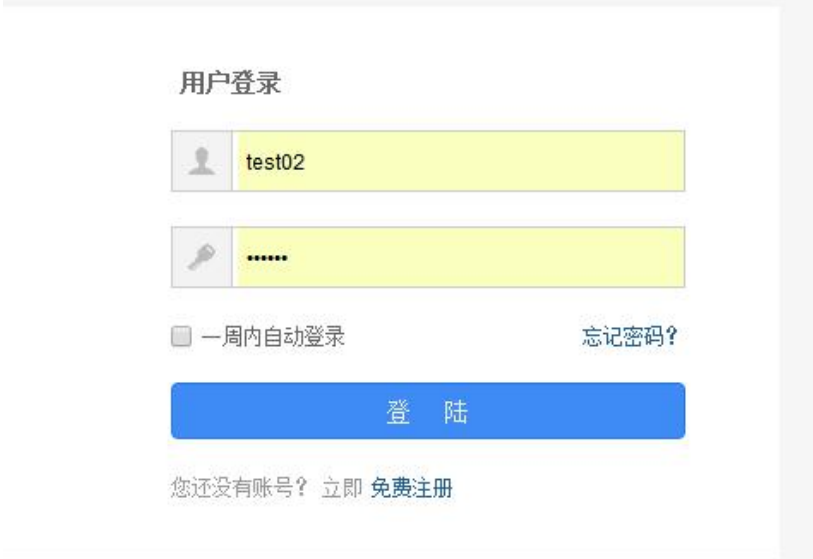 用户登录
test02
••••••
一周内自动登录 忘记密码?
登 陆
您还没有账号? 立即 免费注册